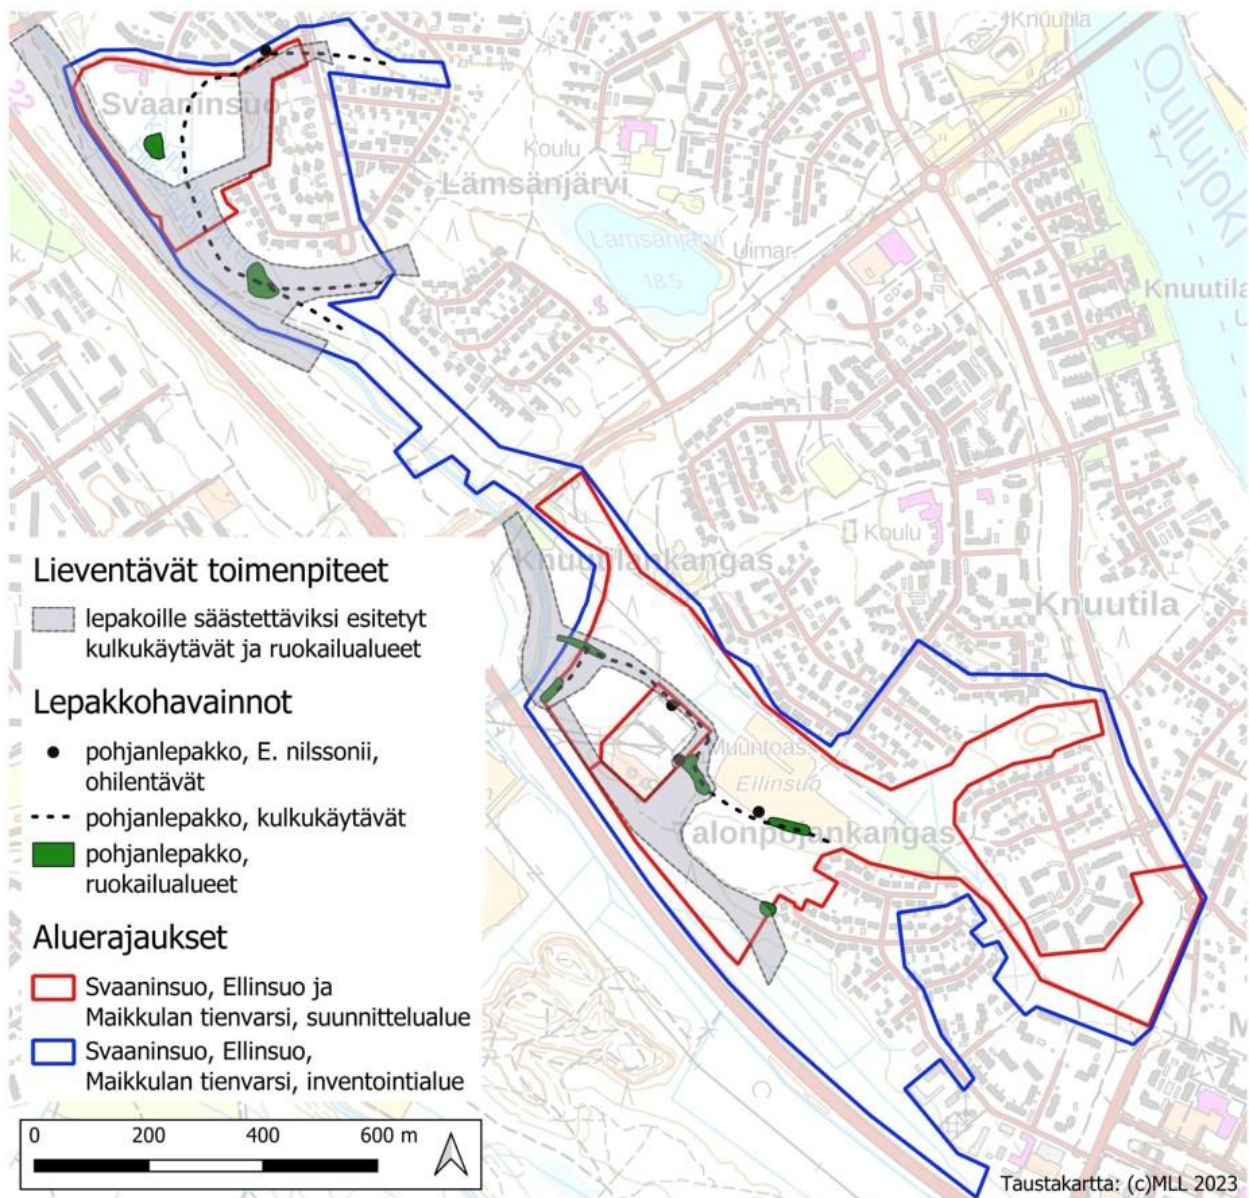 Knuutila
22
Svaaninsuo
Oulujoki
Koulu
Lämsänjärvi
Lämsänjärvi
Uimar.
18.5
k.
Knuutila
Koulu
Knuutilankangas
Knuutila
Muuntoas.
Ellinsuo
Talonpojankangas
M
Lieventävät toimenpiteet
lepakoille säästettäviksi esitetyt
kulkukäytävät ja ruokailualueet
Lepakkohavainnot
pohjanlepakko, E. nilssonii,
ohilentävät
pohjanlepakko, kulkukäytävät
pohjanlepakko,
ruokailualueet
Aluerajaukset
Svaaninsuo, Ellinsuo ja
Maikkulan tienvarsi, suunnittelualue
Svaaninsuo, Ellinsuo,
Maikkulan tienvarsi, inventointialue
0 200 400 600 m
Taustakartta: (c)MLL 2023